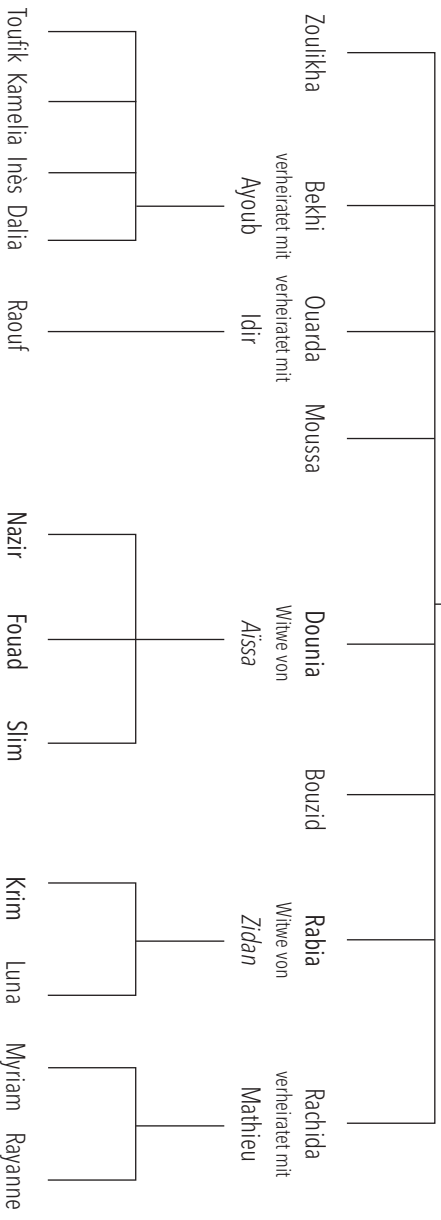 Zoulikha Bekhi Ouarda Moussa Dounia Bouzid Rabia Rachida
verheiratet mit verheiratet mit Witwe von Witwe von verheiratet mit
Ayoub Idir Aïssa Zidan Mathieu
Toufik Kamelia Inès Dalia Raouf Nazir Fouad Slim Krim Luna Myriam Rayanne